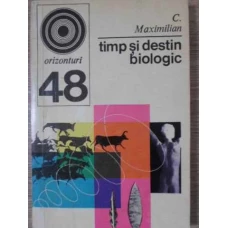 C.
Maximilian
timp și destin
biologic
orizonturi
48